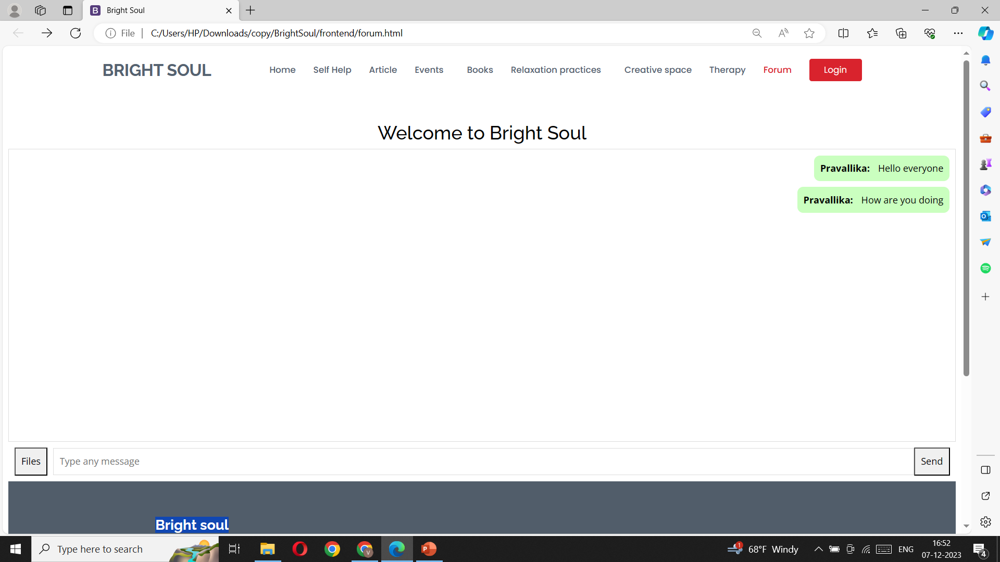 Bright Soul
File C:/Users/HP/Downloads/copy/BrightSoul/frontend/forum.html
BRIGHT SOUL Home Self Help Article Events Books Relaxation practices Creative space Therapy Forum Login
Welcome to Bright Soul
Pravallika: Hello everyone
Pravallika: How are you doing
Files Type any message Send
Bright soul
Type here to search 1 68°F Windy ENG 16:52
07-12-2023 4